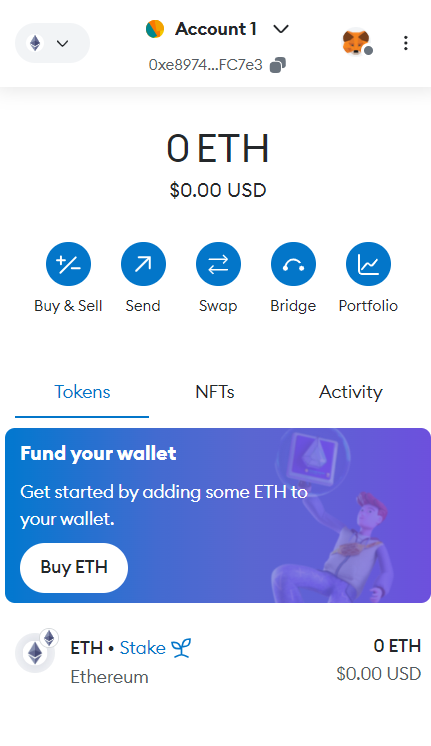 Account 1
0xe8974...FC7e3
0 ETH
$0.00 USD
Buy & Sell
Send
Swap
Bridge
Portfolio
Tokens
NFTs
Activity
Fund your wallet
Get started by adding some ETH to
your wallet.
Buy ETH
ETH • Stake
0 ETH
Ethereum
$0.00 USD